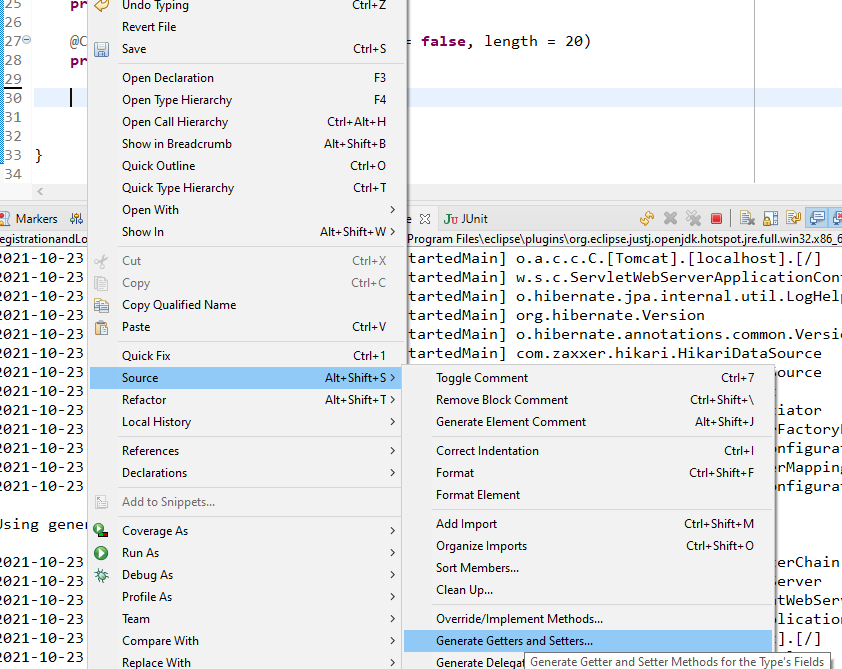 25 pr
26
27 @C = false, length = 20)
28 pr
29
30
31
32
33 }
34
Undo Typing Ctrl+Z
Revert File
Save Ctrl+S
Open Declaration F3
Open Type Hierarchy F4
Open Call Hierarchy Ctrl+Alt+H
Show in Breadcrumb Alt+Shift+B
Quick Outline Ctrl+O
Quick Type Hierarchy Ctrl+T
Open With >
Show In Alt+Shift+W >
Cut Ctrl+X
Copy Ctrl+C
Copy Qualified Name
Paste Ctrl+V
Quick Fix Ctrl+1
Source Alt+Shift+S >
Refactor Alt+Shift+T >
Local History >
References >
Declarations >
Add to Snippets...
Coverage As >
Run As >
Debug As >
Profile As >
Team >
Compare With >
Replace With >
Toggle Comment Ctrl+7
Remove Block Comment Ctrl+Shift+\
Generate Element Comment Alt+Shift+J
Correct Indentation Ctrl+I
Format Ctrl+Shift+F
Format Element
Add Import Ctrl+Shift+M
Organize Imports Ctrl+Shift+O
Sort Members...
Clean Up...
Override/Implement Methods...
Generate Getters and Setters...
Generate Delegat
Generate Getter and Setter Methods for the Type's Fields
Markers e JUnit
egistrationandLo Program Files\eclipse\plugins\org.eclipse.justj.openjdk.hotspot.jre.full.win32.x86_6
2021-10-23 tartedMain] o.a.c.c.C.[Tomcat].[localhost].[/]
2021-10-23 tartedMain] w.s.c.ServletWebServerApplicationCont
2021-10-23 tartedMain] o.hibernate.jpa.internal.util.LogHelp
2021-10-23 tartedMain] org.hibernate.Version
2021-10-23 tartedMain] o.hibernate.annotations.common.Versio
2021-10-23 tartedMain] com.zaxxer.hikari.HikariDataSource
2021-10-23 ource
2021-10-23
2021-10-23 iator
2021-10-23 eFactoryB
2021-10-23 nfigurat
2021-10-23 erMapping
2021-10-23 onfigurat
Using gener
2021-10-23 erChain
2021-10-23 erver
2021-10-23 atWebServ
2021-10-23 lication
2021-10-23 t].[/]
2021-10-23